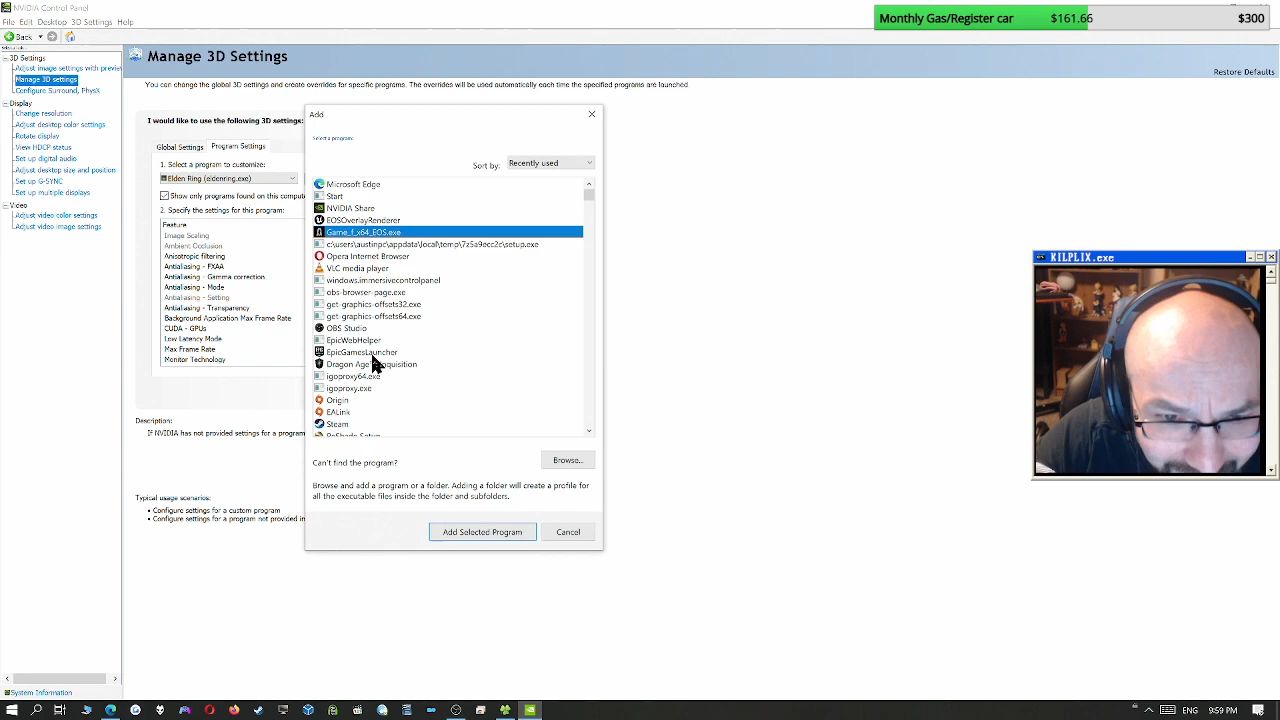 NVIDIA Control Panel
File Edit Desktop 3D Settings Help
Back
Monthly Gas/Register car $161.66 $300
3D Settings
Adjust image settings with previe
Manage 3D settings
Configure Surround, PhysX
Display
Change resolution
Adjust desktop color settings
Rotate display
View HDCP status
Set up digital audio
Adjust desktop size and position
Set up G-SYNC
Set up multiple displays
Video
Adjust video color settings
Adjust video image settings
System Information
Manage 3D Settings
Restore Defaults
You can change the global 3D settings and create overrides for specific programs. The overrides will be used automatically each time the specified programs are launched.
I would like to use the following 3D settings:
Global Settings Program Settings
1. Select a program to customize:
Elden Ring (eldenring.exe)
Show only programs found on this compute
2. Specify the settings for this program:
Feature
Image Scaling
Ambient Occlusion
Anisotropic filtering
Antialiasing - FXAA
Antialiasing - Gamma correction
Antialiasing - Mode
Antialiasing - Setting
Antialiasing - Transparency
Background Application Max Frame Rate
CUDA - GPUs
Low Latency Mode
Max Frame Rate
Monitor Technology
Description:
If NVIDIA has not provided settings for a program
Typical usage scenarios:
• Configure settings for a custom program
• Configure settings for a program not provided in
Add
Select a program:
Sort by: Recently used
Microsoft Edge
Start
NVIDIA Share
EOSOverlayRenderer
Game_f_x64_EOS.exe
c:\users\austinpc\appdata\local\temp\7z5a9ecc2c\setup.exe
Opera Internet Browser
VLC media player
windows.immersivecontrolpanel
obs-browser-page.exe
get-graphics-offsets32.exe
get-graphics-offsets64.exe
OBS Studio
EpicWebHelper
EpicGamesLauncher
Dragon Age quisition
igoproxy64.exe
igoproxy.exe
Origin
EALink
Steam
ReShade Setup
Can't find the program?
Browse...
Browse and add a program or a folder. Adding a folder will create a profile for
all the executable files inside the folder and subfolders.
Add Selected Program Cancel
KILPLIX.exe
ENG 9:59 PM